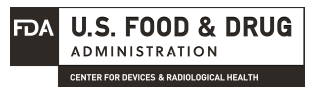 FDA
U.S. FOOD & DRUG
ADMINISTRATION
CENTER FOR DEVICES & RADIOLOGICAL HEALTH